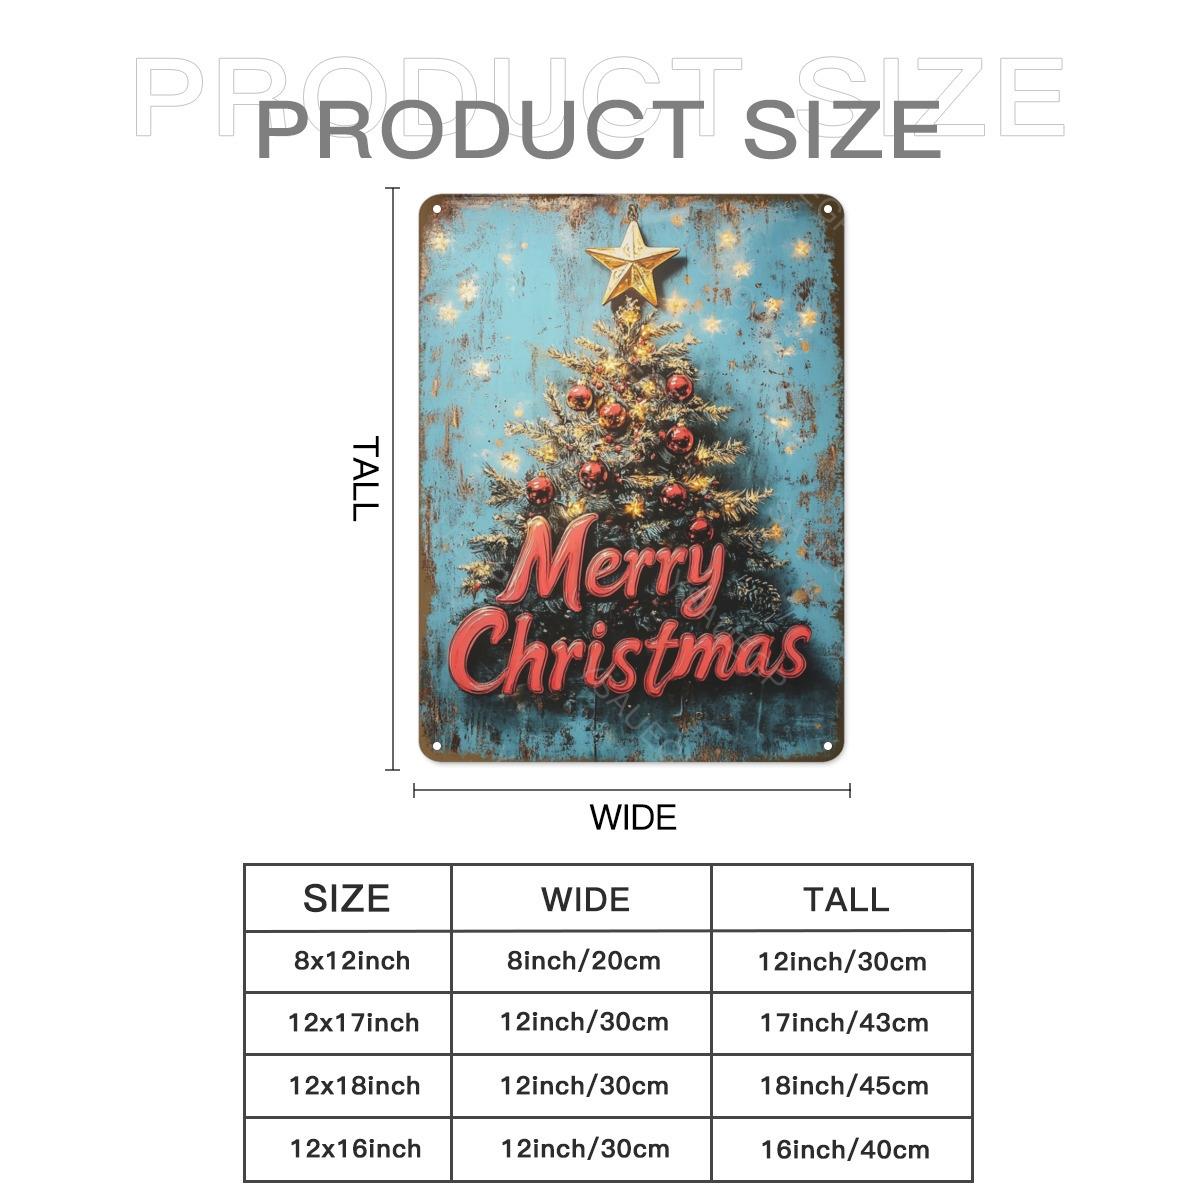 PRODUCT SIZE
PRODUCT SIZE
TALL
Merry
Christmas
WIDE
SIZE WIDE TALL
8x12inch 8inch/20cm 12inch/30cm
12x17inch 12inch/30cm 17inch/43cm
12x18inch 12inch/30cm 18inch/45cm
12x16inch 12inch/30cm 16inch/40cm